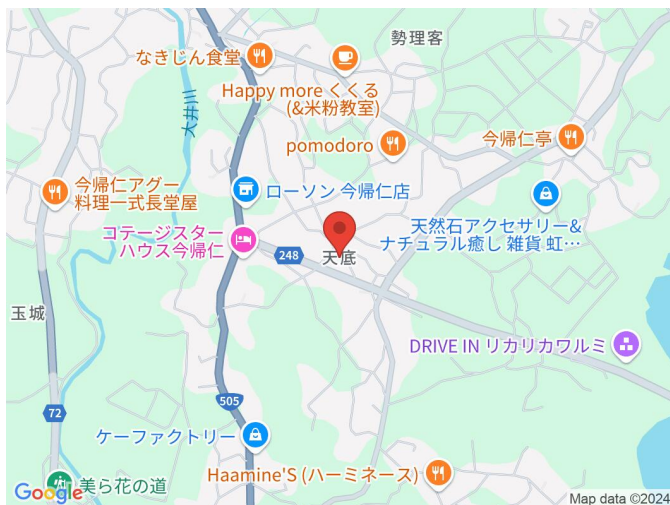 勢理客
なきじん食堂
Happy more くくる
(&米粉教室)
大井川
pomodoro
今帰仁亭
今帰仁アグー
料理一式長堂屋
ローソン 今帰仁店
天然石アクセサリー&
ナチュラル癒し 雑貨 虹…
コテージスター
ハウス今帰仁
248
天底
玉城
DRIVE IN リカリカワルミ
505
72
ケーファクトリー
Haamine'S (ハーミネース)
美ら花の道
Google
Map data ©2024